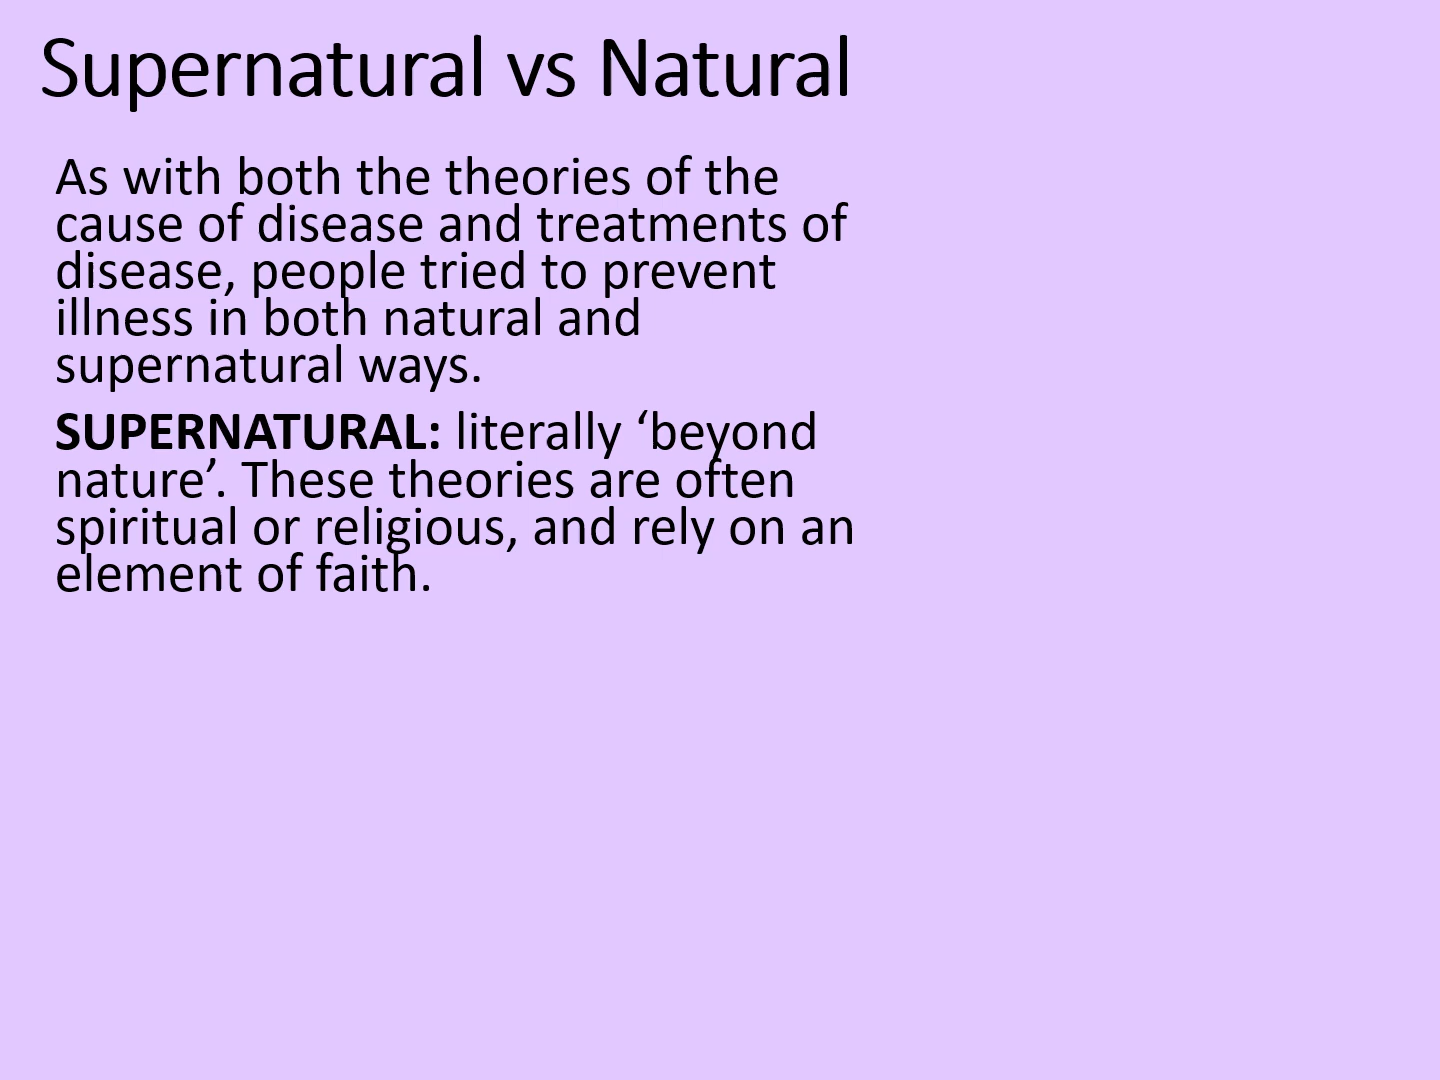 Supernatural vs Natural
As with both the theories of the
cause of disease and treatments of
disease, people tried to prevent
illness in both natural and
supernatural ways.
SUPERNATURAL: literally ‘beyond
nature’. These theories are often
spiritual or religious, and rely on an
element of faith.